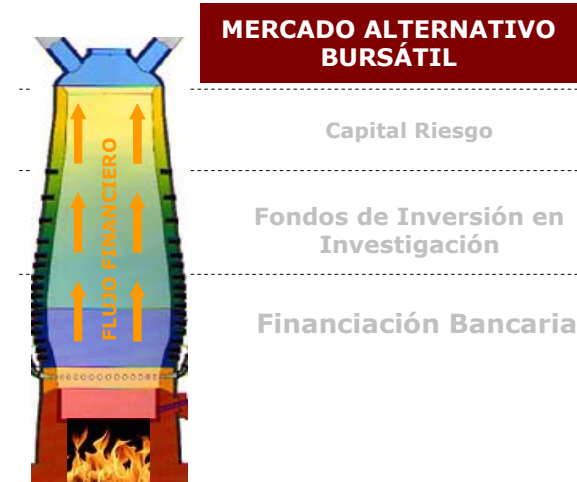 MERCADO ALTERNATIVO
BURSÁTIL
Capital Riesgo
Fondos de Inversión en
Investigación
Financiación Bancaria
FLUJO FINANCIERO